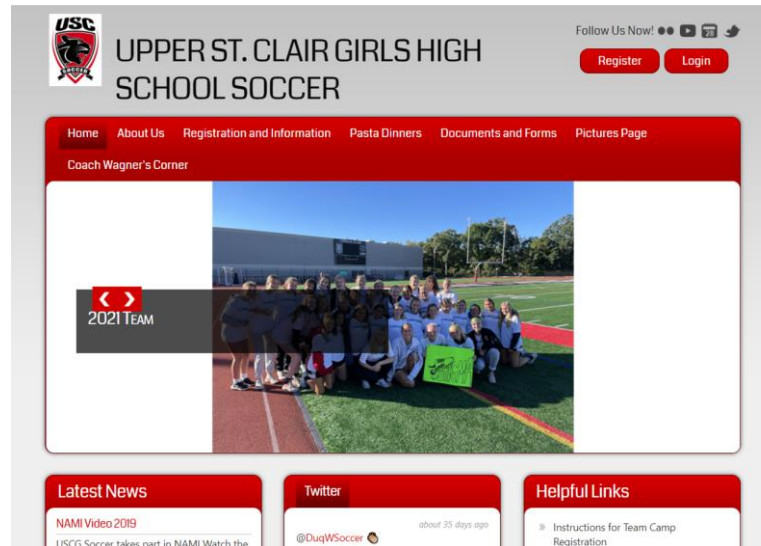 USC
SOCCER
UPPER ST. CLAIR GIRLS HIGH
SCHOOL SOCCER
Follow Us Now!
28
Register
Login
Home
About Us
Registration and Information
Pasta Dinners
Documents and Forms
Pictures Page
Coach Wagner's Corner
2021 Team
Latest News
NAMI Video 2019
USCG Soccer takes part in NAMI Watch the
Twitter
about 35 days ago
@DuqWSoccer
Helpful Links
» Instructions for Team Camp
Registration